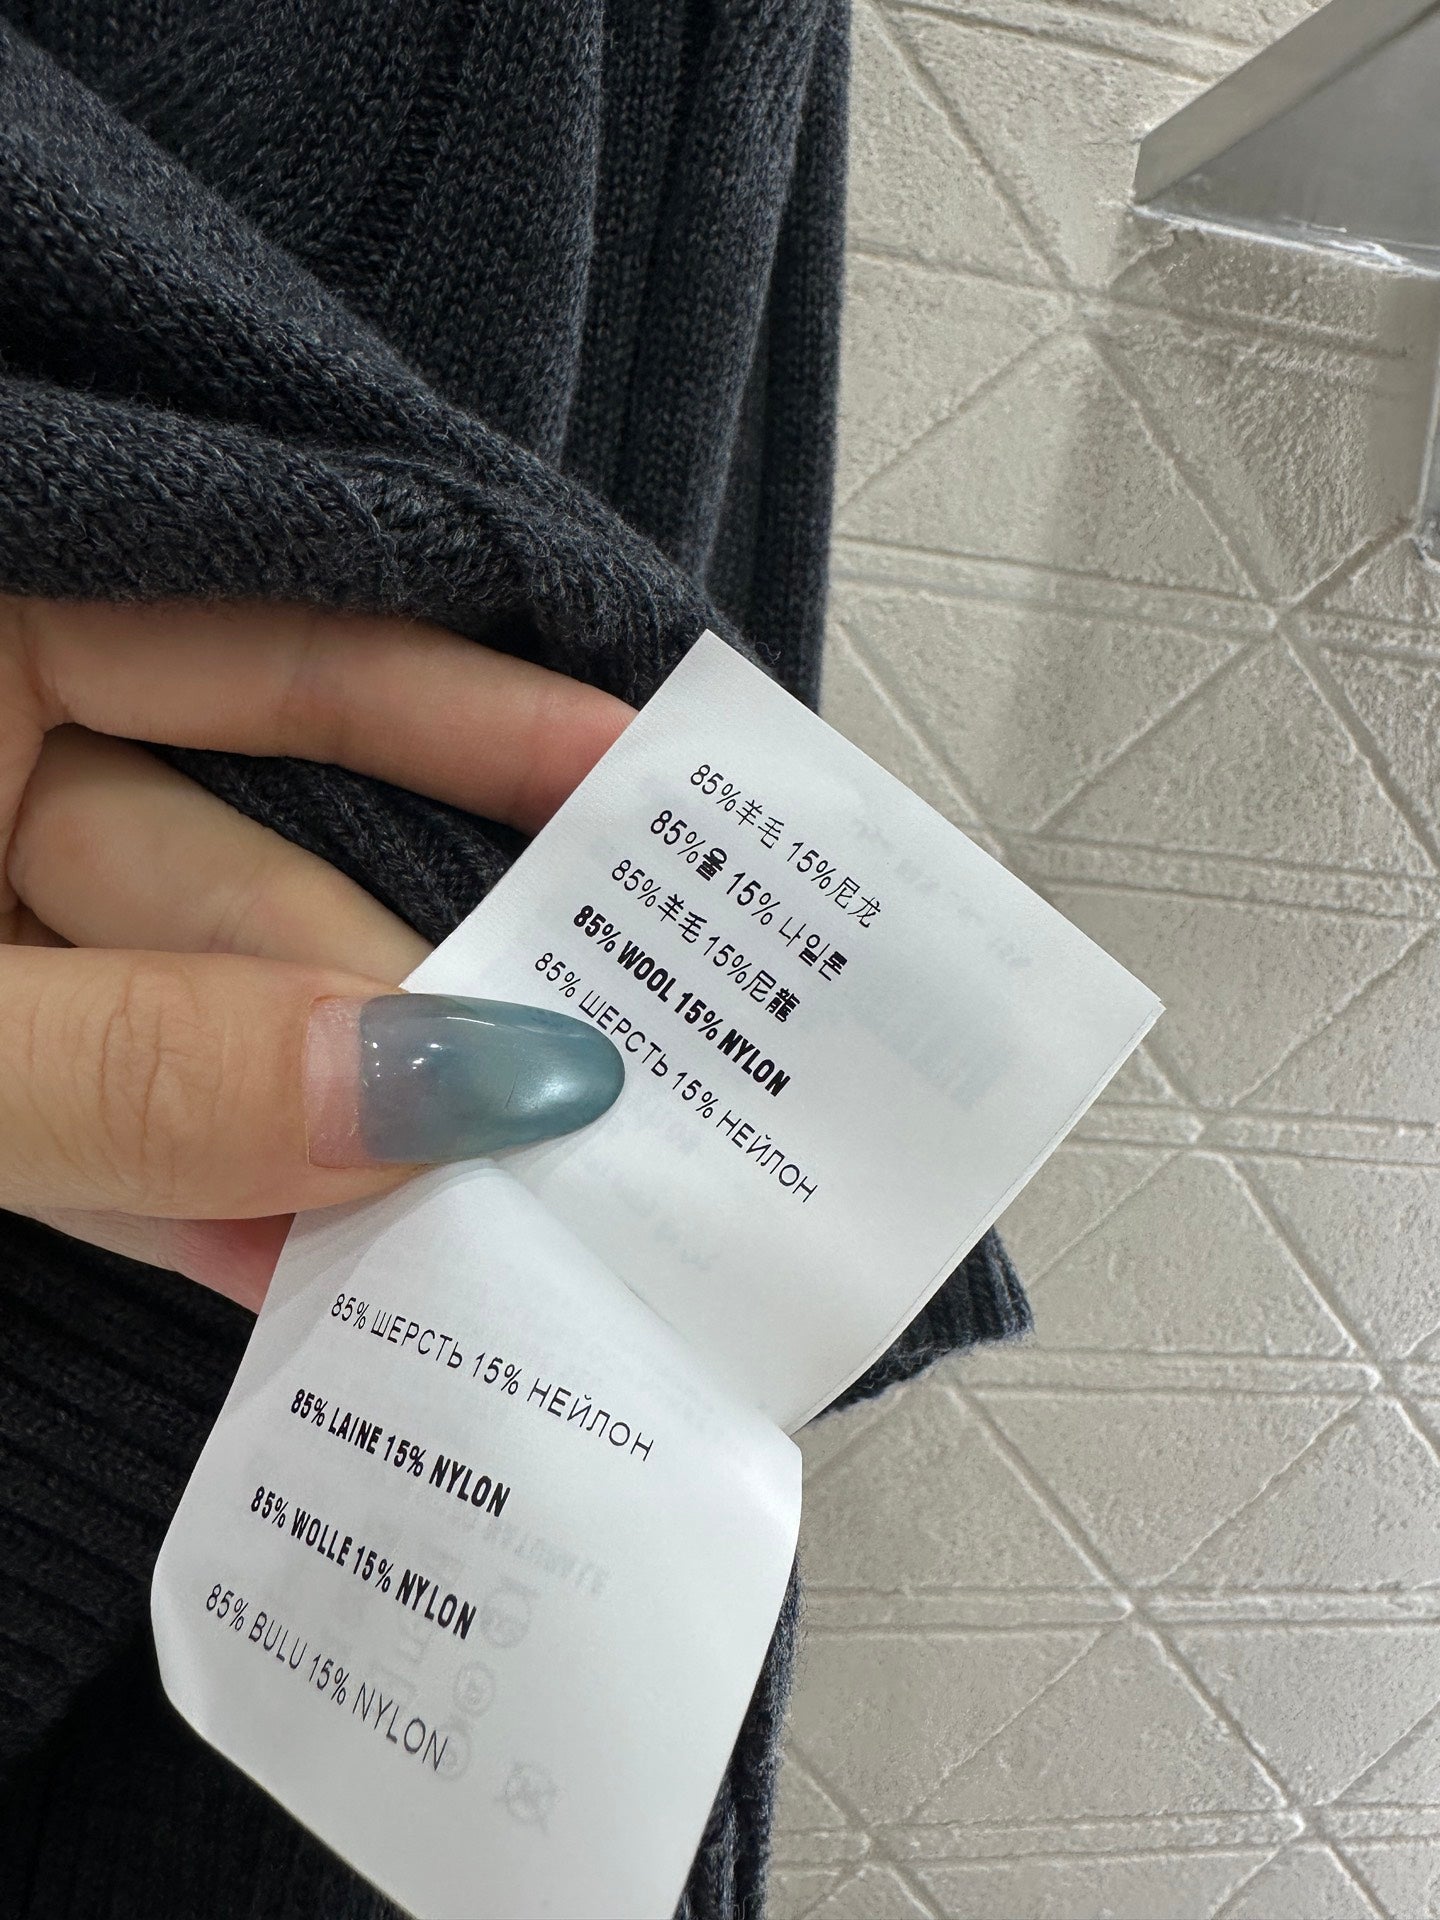 85%羊毛 15%尼龙
85%울 15% 나일론
85%羊毛 15%尼龍
85% WOOL 15% NYLON
85% ШЕРСТЬ 15% НЕЙЛОН
85% ШЕРСТЬ 15% НЕЙЛОН
85% LAINE 15% NYLON
85% WOLLE 15% NYLON
85% BULU 15% NYLON